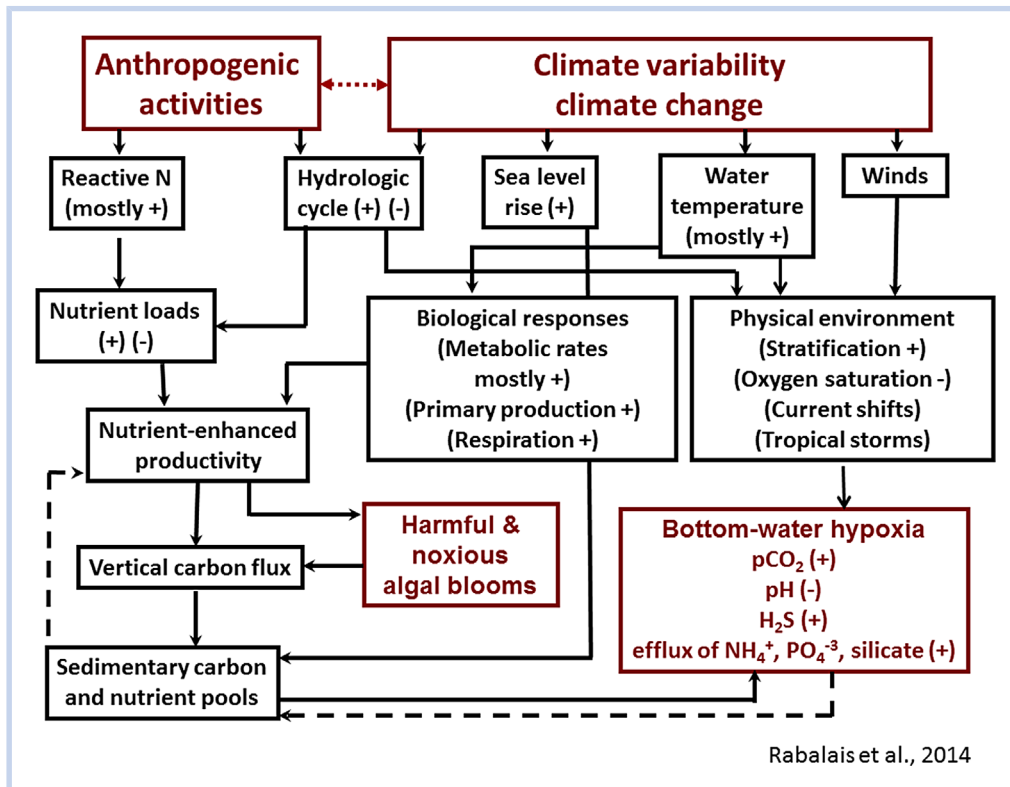 Anthropogenic
activities
Climate variability
climate change
Reactive N
(mostly +)
Hydrologic
cycle (+) (-)
Sea level
rise (+)
Water
temperature
(mostly +)
Winds
Nutrient loads
(+) (-)
Biological responses
(Metabolic rates
mostly +)
(Primary production +)
(Respiration +)
Physical environment
(Stratification +)
(Oxygen saturation -)
(Current shifts)
(Tropical storms)
Nutrient-enhanced
productivity
Harmful &
noxious
algal blooms
Vertical carbon flux
Bottom-water hypoxia
pCO₂ (+)
pH (-)
H₂S (+)
efflux of NH₄⁺, PO₄⁻³, silicate (+)
Sedimentary carbon
and nutrient pools
Rabalais et al., 2014